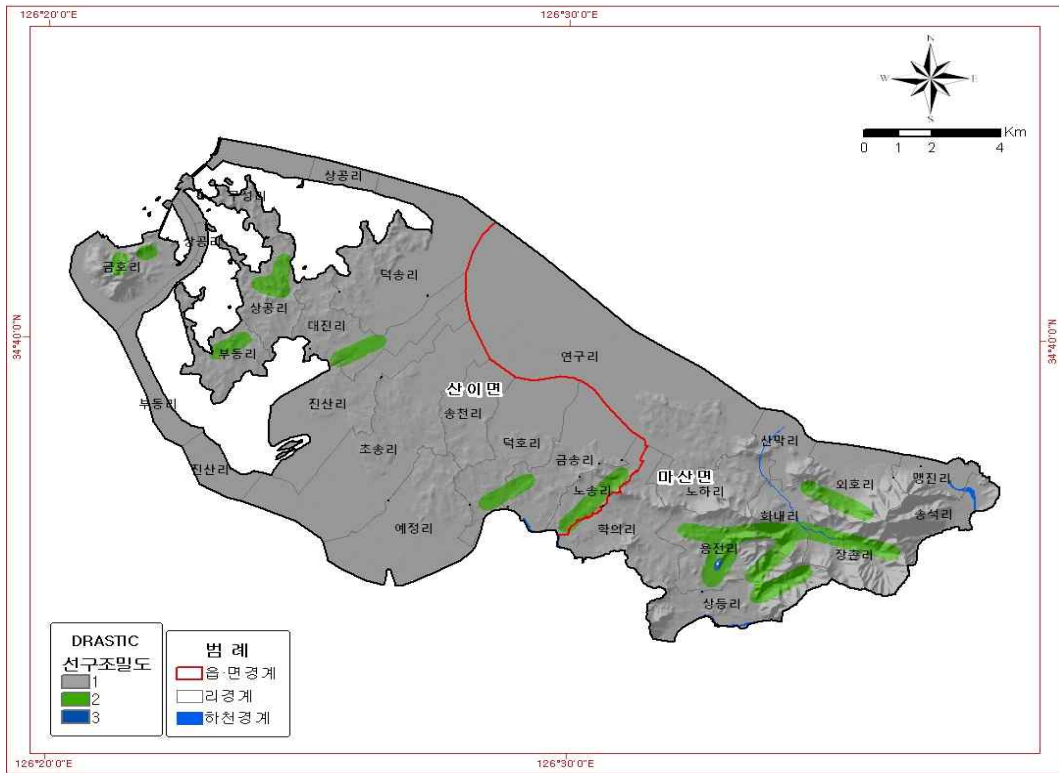 126°20'0"E
126°30'0"E
N
W
E
S
Km
0 1 2 4
상공리
구성리
상공리
금호리
덕송리
상공리
대진리
34°40'0"N
34°40'0"N
부동리
연구리
산이면
부동리
진산리
송천리
덕호리
산막리
초송리
금송리
마산면
진산리
외호리
맹진리
노송리
노하리
송석리
예정리
학의리
화내리
용전리
장촌리
상등리
DRASTIC
선구조밀도
1
2
3
범 례
읍·면경계
리경계
하천경계
126°20'0"E
126°30'0"E